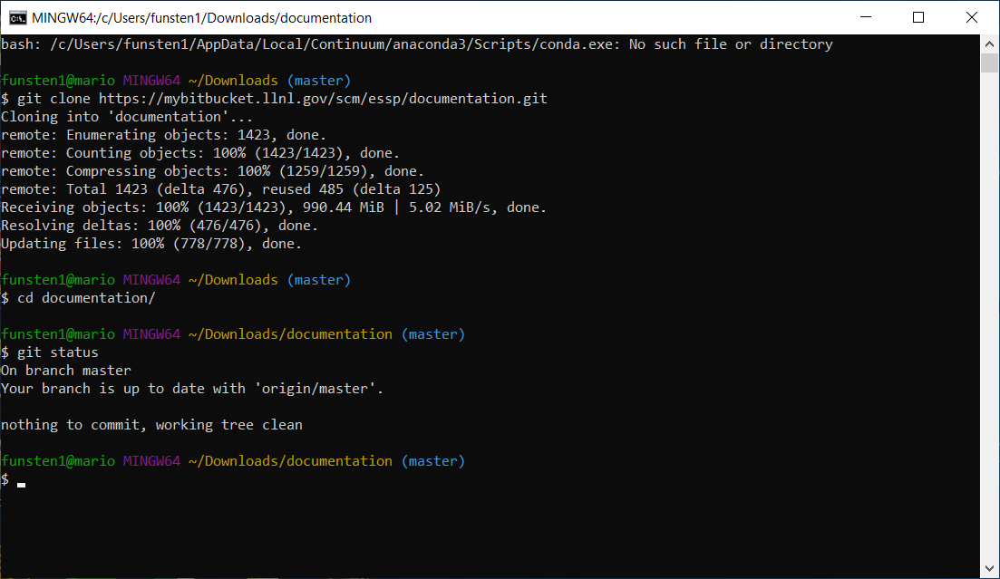 MINGW64:/c/Users/funsten1/Downloads/documentation
bash: /c/Users/funsten1/AppData/Local/Continuum/anaconda3/Scripts/conda.exe: No such file or directory
funsten1@mario MINGW64 ~/Downloads (master)
$ git clone https://mybitbucket.llnl.gov/scm/essp/documentation.git
Cloning into 'documentation'...
remote: Enumerating objects: 1423, done.
remote: Counting objects: 100% (1423/1423), done.
remote: Compressing objects: 100% (1259/1259), done.
remote: Total 1423 (delta 476), reused 485 (delta 125)
Receiving objects: 100% (1423/1423), 990.44 MiB | 5.02 MiB/s, done.
Resolving deltas: 100% (476/476), done.
Updating files: 100% (778/778), done.
funsten1@mario MINGW64 ~/Downloads (master)
$ cd documentation/
funsten1@mario MINGW64 ~/Downloads/documentation (master)
$ git status
On branch master
Your branch is up to date with 'origin/master'.
nothing to commit, working tree clean
funsten1@mario MINGW64 ~/Downloads/documentation (master)
$